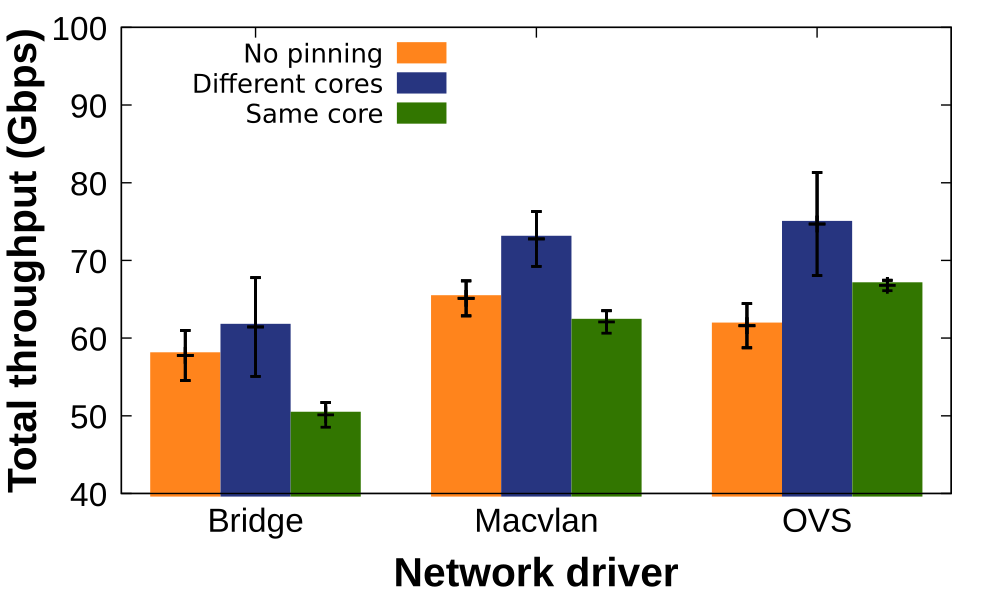 Total throughput (Gbps)
100
90
80
70
60
50
40
No pinning
Different cores
Same core
Bridge
Macvlan
OVS
Network driver